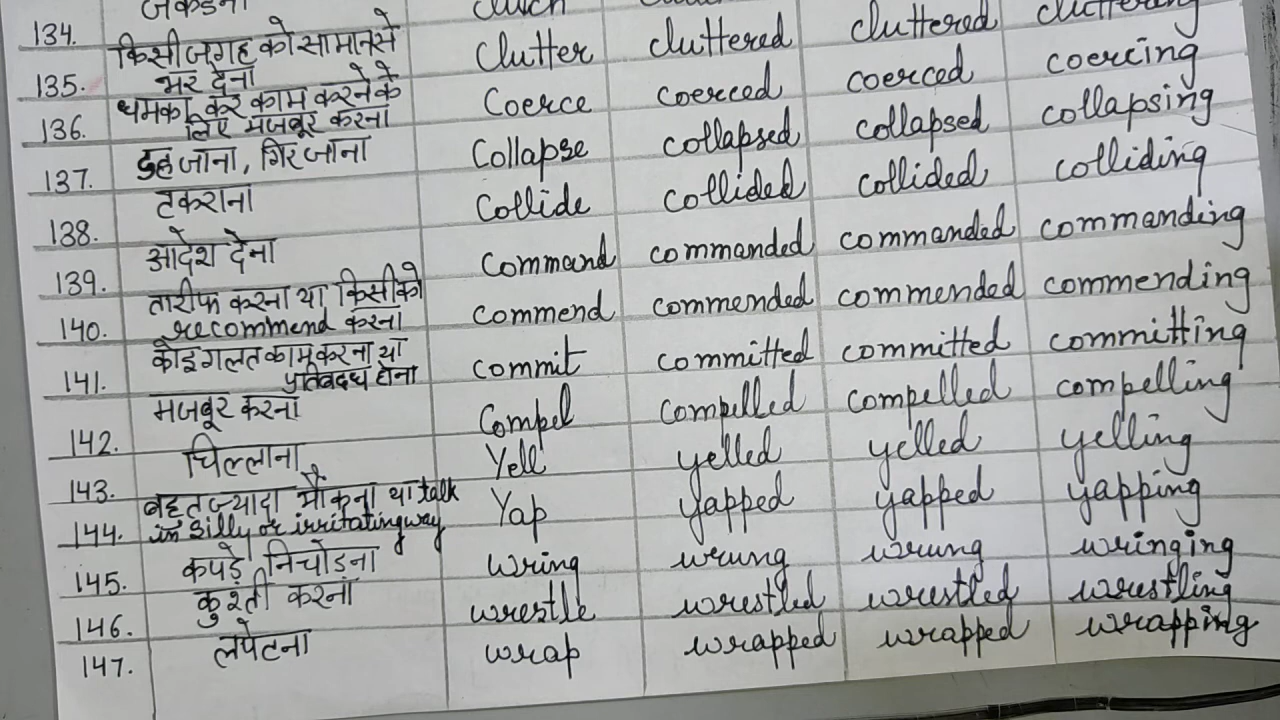 134. जकड़ना clutch
135. किसी जगह को सामान से भर देना Clutter cluttered cluttered cluttering
136. धमका कर काम करने के लिए मजबूर करना Coerce coerced coerced coercing
137. ढह जाना, गिर जाना Collapse collapsed collapsed collapsing
138. टकराना Collide collided collided colliding
139. आदेश देना Command commanded commanded commanding
140. तारीफ करना या किसी को recommend करना commend commended commended commending
141. कोइ गलत काम करना या प्रतिबद्ध होना commit committed committed committing
142. मजबूर करना Compel compelled compelled compelling
143. चिल्लाना Yell yelled yelled yelling
144. बहुत ज्यादा भौकना या talk in silly or irritating way Yap yapped yapped yapping
145. कपड़े निचोड़ना wring wrung wrung wringing
146. कुश्ती करना wrestle wrestled wrestled wrestling
147. लपेटना wrap wrapped wrapped wrapping